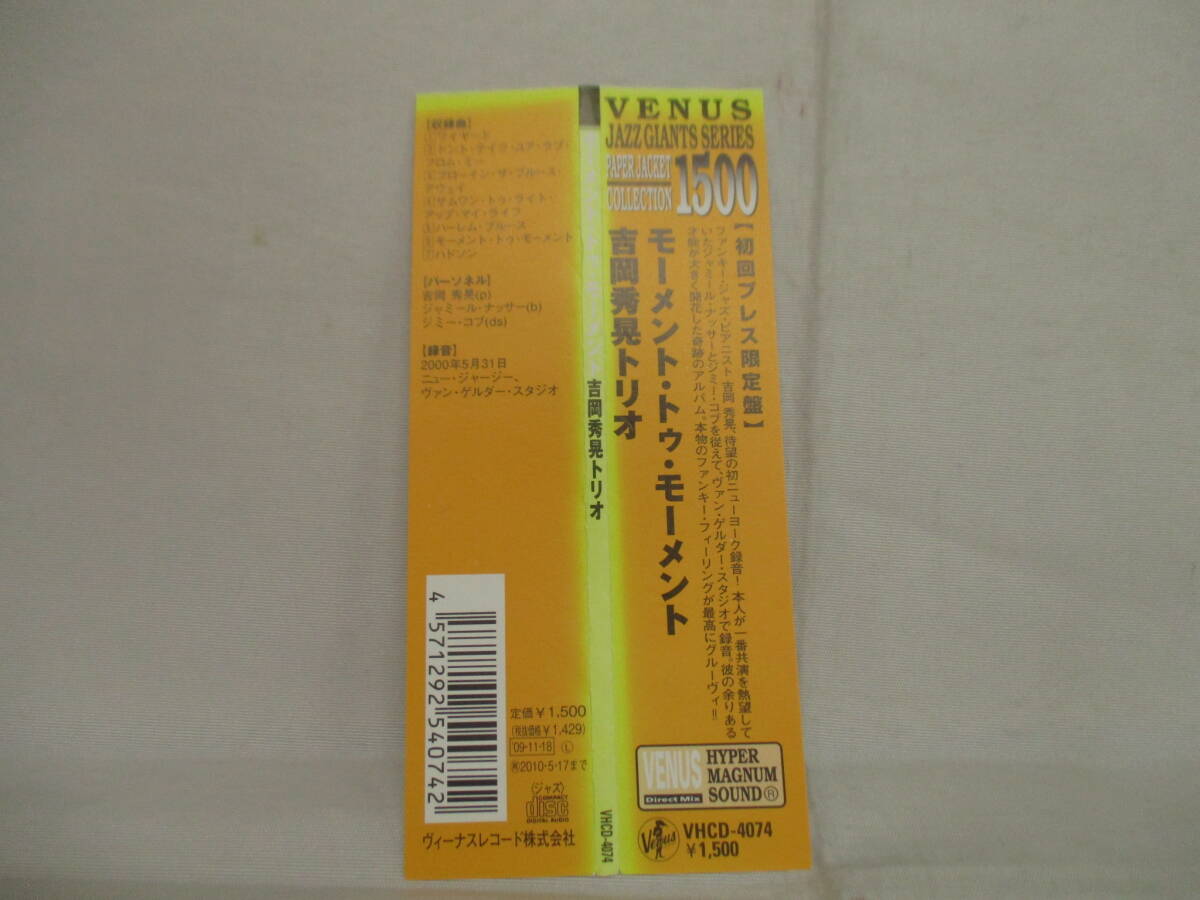 【収録曲】
①ワイヤード
②ドント・テイク・ユア・ラブ・
フロム・ミー
③ブローイン・ザ・ブルース・
アウェイ
④サムワン・トゥ・ライト・
アップ・マイ・ライフ
⑤ハーレム・ブルース
⑥モーメント・トゥ・モーメント
⑦ハドソン
【パーソネル】
吉岡 秀晃(p)
ジャミール・ナッサー(b)
ジミー・コブ(ds)
【録音】
2000年5月31日
ニュー・ジャージー、
ヴァン・ゲルダー・スタジオ
4 571292 540742
定価￥1,500
(税抜価格￥1,429)
'09・11・18 Ⓛ
Ⓡ2010・5・17まで
〈ジャズ〉
COMPACT
disc
DIGITAL AUDIO
ヴィーナスレコード株式会社
吉岡秀晃トリオ
VHCD-4074
VENUS
JAZZ GIANTS SERIES
PAPER JACKET
COLLECTION
1500
【初回プレス限定盤】
ファンキー・ジャズ・ピアニスト 吉岡 秀晃、待望の初ニューヨーク録音！本人が一番共演を熱望して
いたジャミール・ナッサーとジミー・コブを従えて、ヴァン・ゲルダー・スタジオで録音。彼の余りある
才能が大きく開花した奇跡のアルバム。本物のファンキー・フィーリングが最高にグルーヴィ!!
モーメント・トゥ・モーメント
吉岡秀晃トリオ
VENUS
Direct Mix
HYPER
MAGNUM
SOUND®
Venus
VHCD-4074
￥1,500